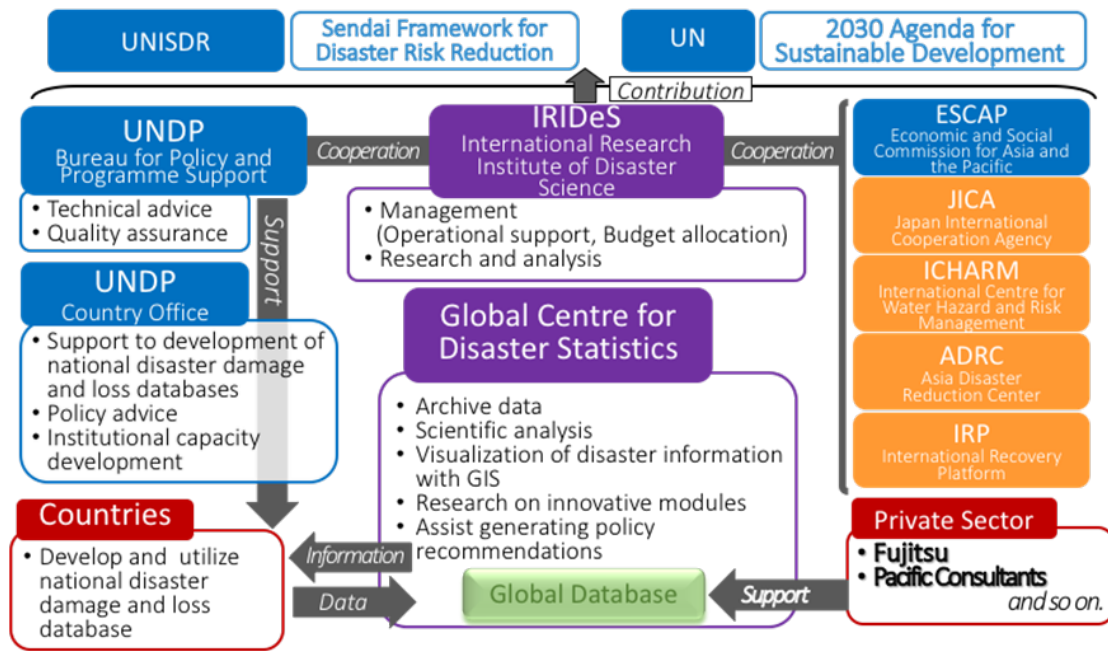 UNISDR
Sendai Framework for
Disaster Risk Reduction
UN
2030 Agenda for
Sustainable Development
Contribution
UNDP
Bureau for Policy and
Programme Support
• Technical advice
• Quality assurance
Cooperation
IRIDeS
International Research
Institute of Disaster
Science
• Management
(Operational support, Budget allocation)
• Research and analysis
Cooperation
ESCAP
Economic and Social
Commission for Asia and
the Pacific
JICA
Japan International
Cooperation Agency
ICHARM
International Centre for
Water Hazard and Risk
Management
ADRC
Asia Disaster
Reduction Center
IRP
International Recovery
Platform
Support
UNDP
Country Office
• Support to development of
national disaster damage
and loss databases
• Policy advice
• Institutional capacity
development
Global Centre for
Disaster Statistics
• Archive data
• Scientific analysis
• Visualization of disaster information
with GIS
• Research on innovative modules
• Assist generating policy
recommendations
Global Database
Countries
• Develop and utilize
national disaster
damage and loss
database
Information
Data
Support
Private Sector
• Fujitsu
• Pacific Consultants
and so on.